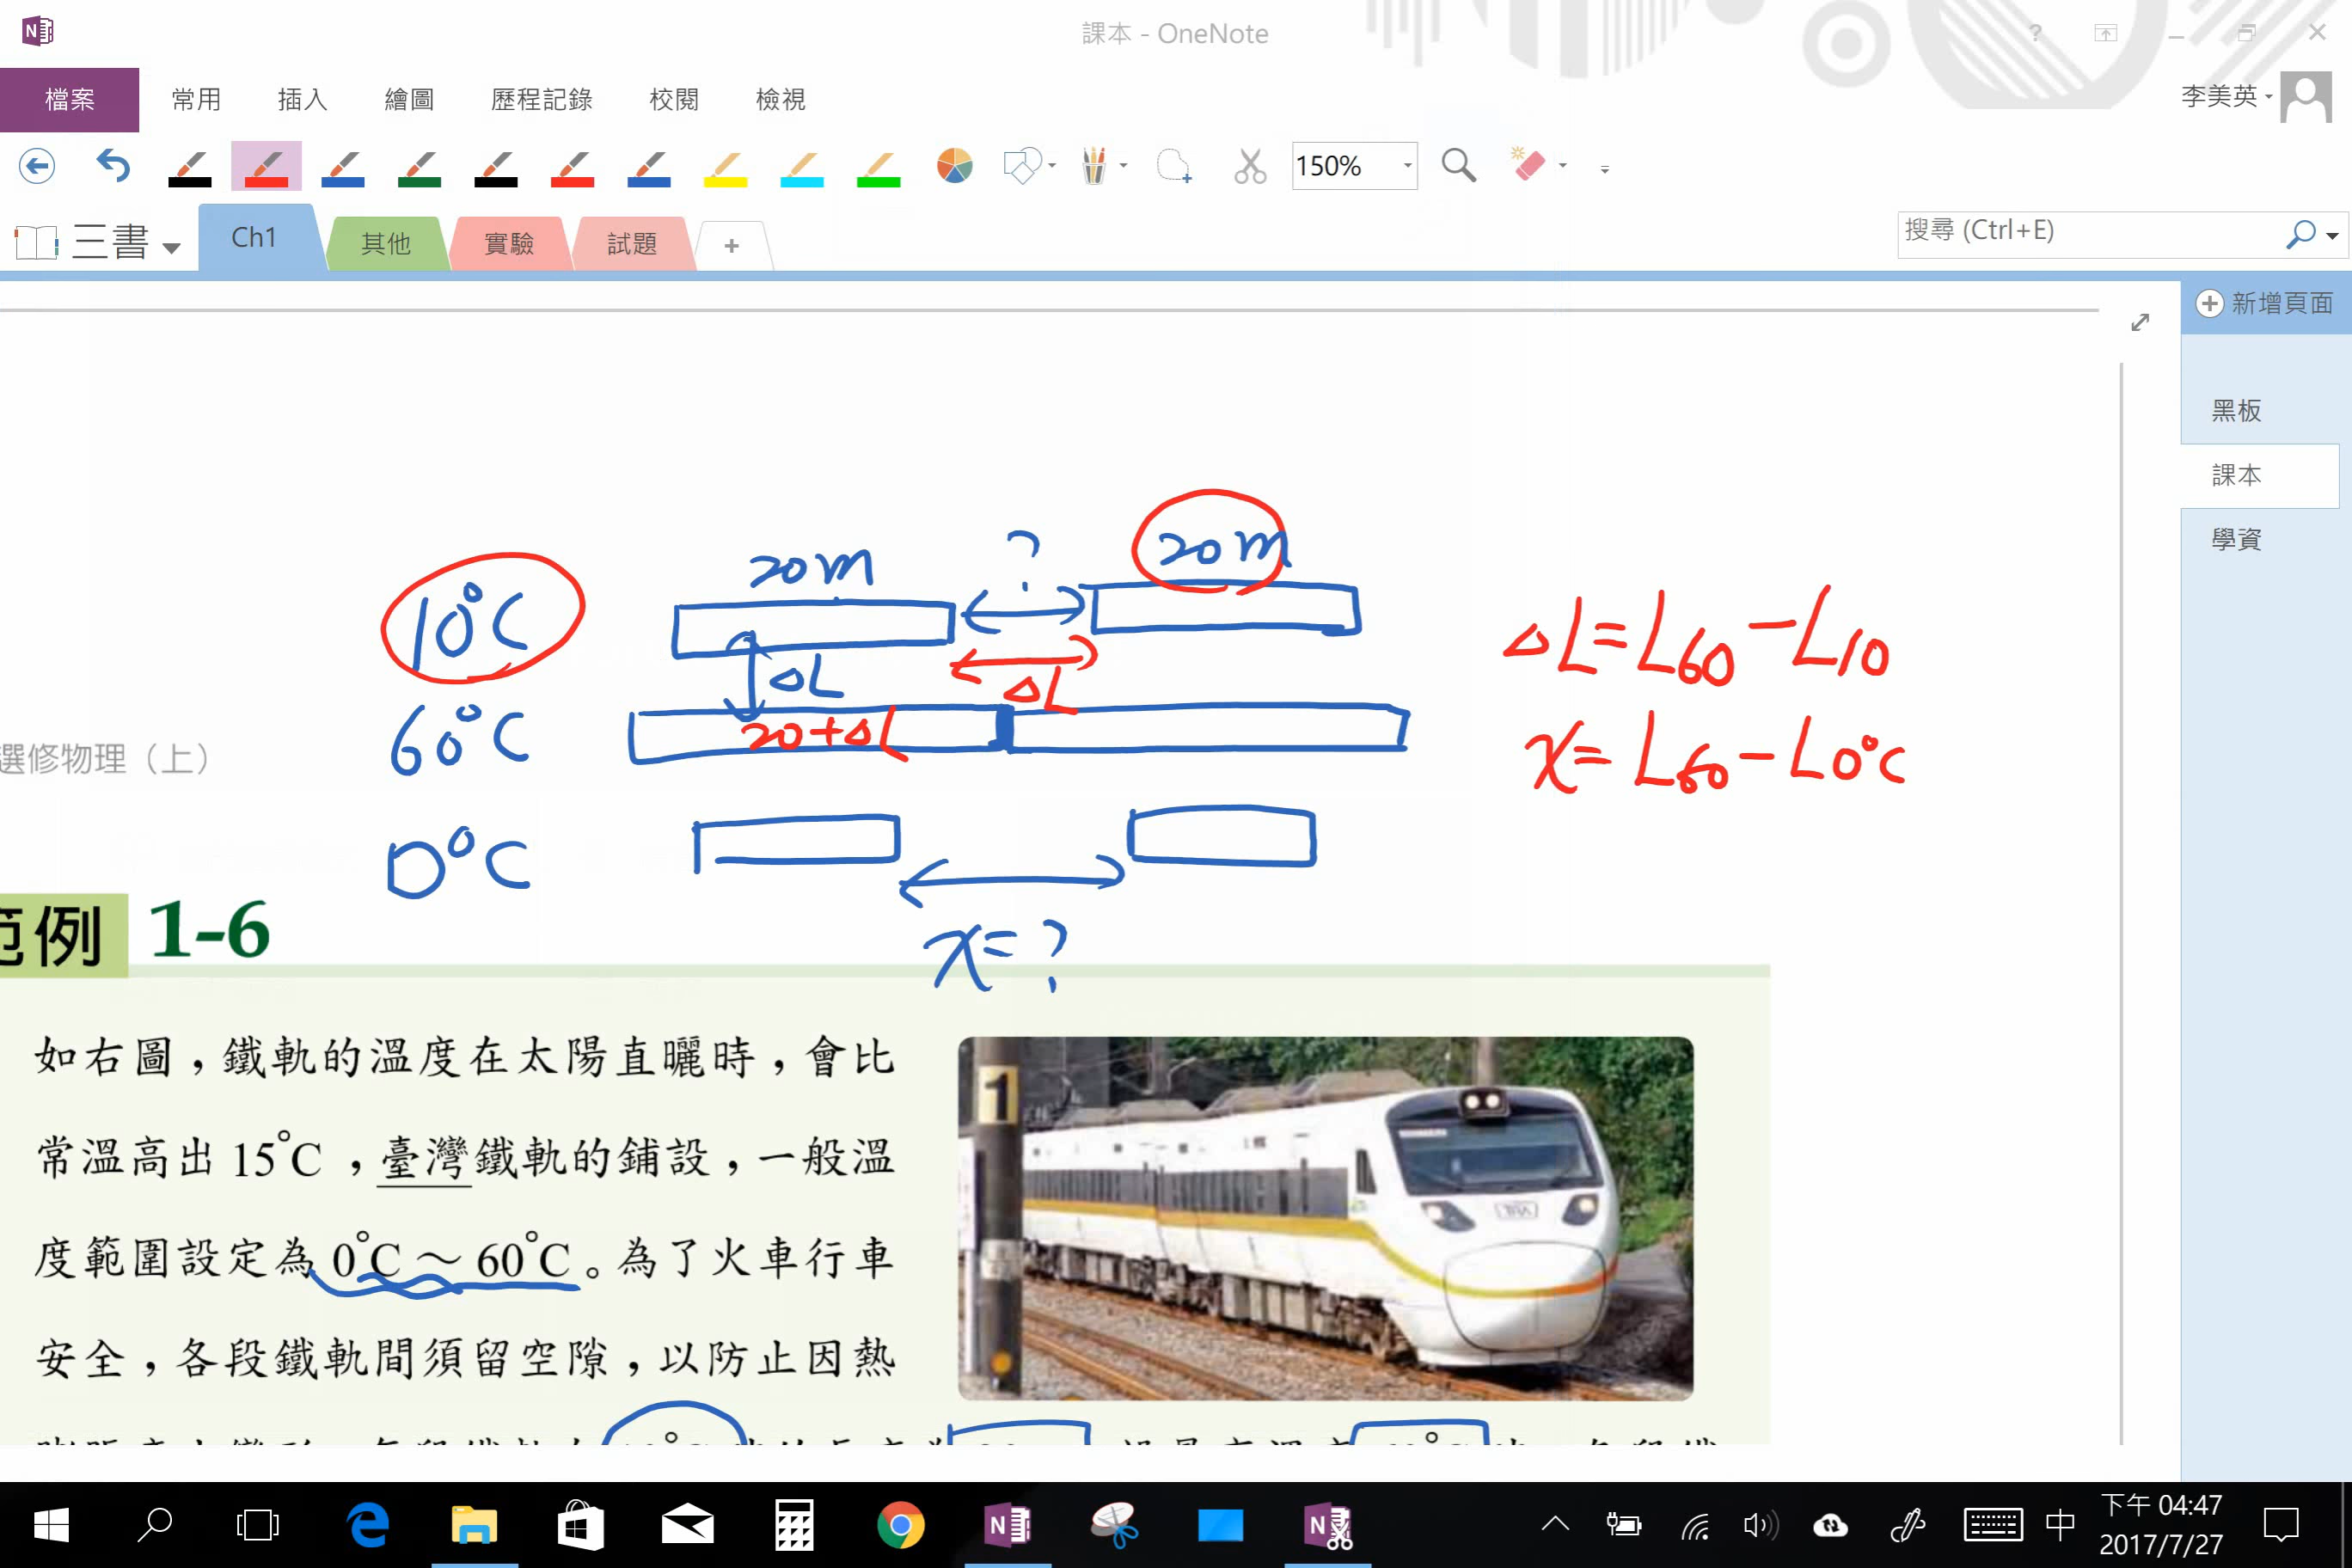 課本 - OneNote
檔案 常用 插入 繪圖 歷程記錄 校閱 檢視
李美英
150%
三書 Ch1 其他 實驗 試題 +
搜尋 (Ctrl+E)
新增頁面
黑板
課本
學資
20m ? 20m
10°C
ΔL ΔL
ΔL=L60-L10
60°C 20+ΔL
x=L60-L0°C
選修物理（上）
0°C
x=?
範例 1-6
如右圖，鐵軌的溫度在太陽直曬時，會比
常溫高出 15°C，臺灣鐵軌的鋪設，一般溫
度範圍設定為 0°C～60°C。為了火車行車
安全，各段鐵軌間須留空隙，以防止因熱
1
TRA
中
下午 04:47
2017/7/27